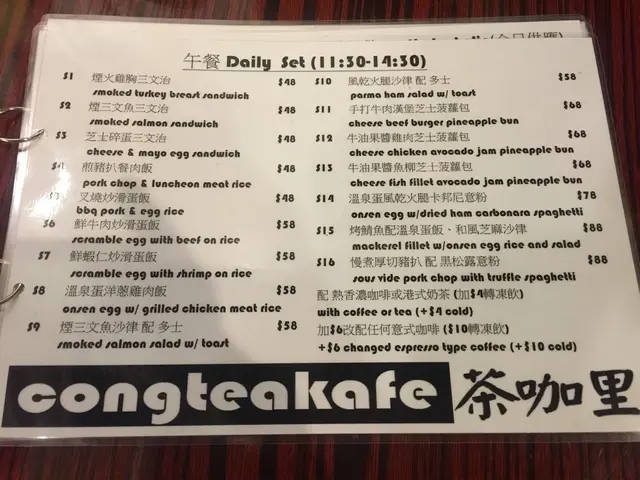 (今日供應)
午餐 Daily Set (11:30-14:30)
S1 煙火雞胸三文治 $48
smoked turkey breast sandwich
S2 煙三文魚三文治 $48
smoked salmon sandwich
S3 芝士碎蛋三文治 $48
cheese & mayo egg sandwich
S4 煎豬扒餐肉飯 $48
pork chop & luncheon meat rice
S5 叉燒炒滑蛋飯 $48
bbq pork & egg rice
S6 鮮牛肉炒滑蛋飯 $58
scramble egg with beef on rice
S7 鮮蝦仁炒滑蛋飯 $58
scramble egg with shrimp on rice
S8 溫泉蛋洋蔥雞肉飯 $58
onsen egg w/ grilled chicken meat rice
S9 煙三文魚沙律 配 多士 $58
smoked salmon salad w/ toast
S10 風乾火腿沙律 配 多士 $58
parma ham salad w/ toast
S11 手打牛肉漢堡芝士菠蘿包 $68
cheese beef burger pineapple bun
S12 牛油果醬雞肉芝士菠蘿包 $68
cheese chicken avocado jam pineapple bun
S13 牛油果醬魚柳芝士菠蘿包 $68
cheese fish fillet avocado jam pineapple bun
S14 溫泉蛋風乾火腿卡邦尼意粉 $78
onsen egg w/dried ham carbonara spaghetti
S15 烤鯖魚配溫泉蛋飯、和風芝麻沙律 $88
mackerel fillet w/onsen egg rice and salad
S16 慢煮厚切豬扒 配 黑松露意粉 $88
sous vide pork chop with truffle spaghetti
配 熟香濃咖啡或港式奶茶 (加$4轉凍飲)
with coffee or tea (+$4 cold)
加$6改配任何意式咖啡 ($10轉凍飲)
+$6 changed espresso type coffee (+$10 cold)
congteakafe 茶咖里